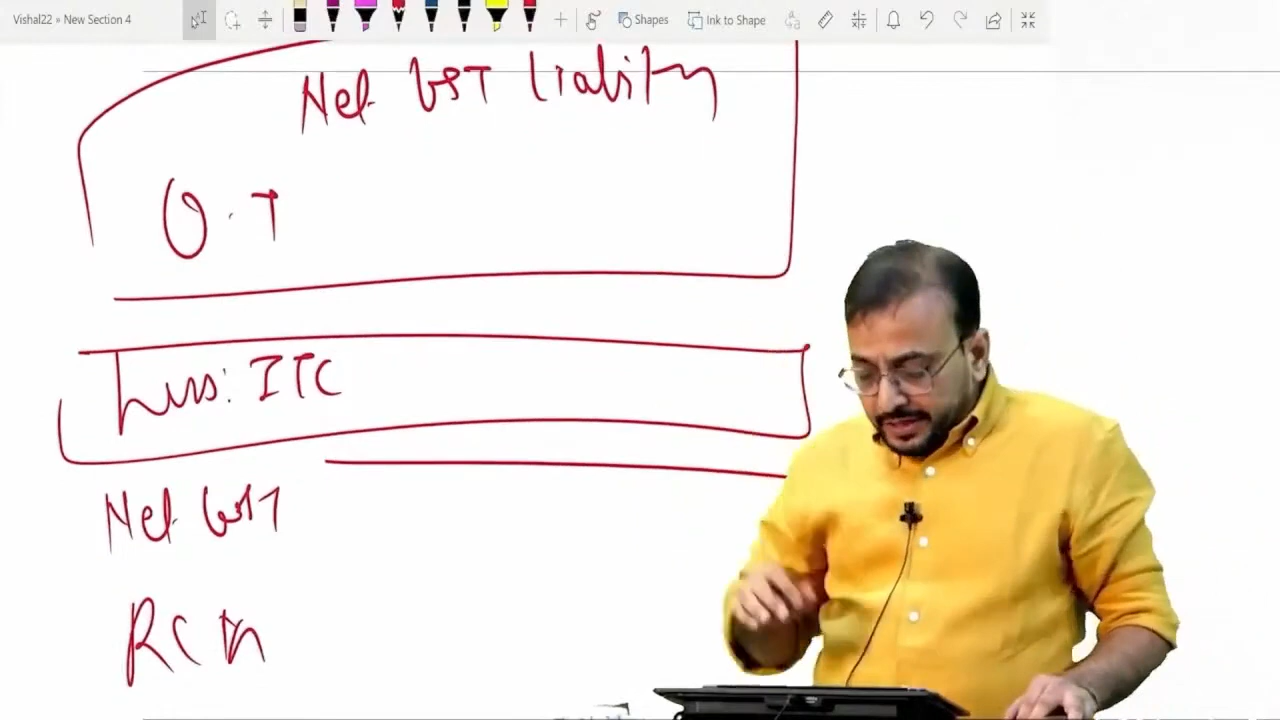 Vishal22 » New Section 4
Shapes
Ink to Shape
Net GST liability
O.T
Less: ITC
Net GST
RCM